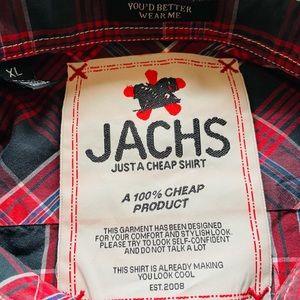 YOU'D BETTER
WEAR ME
XL
JACHS
JUST A CHEAP SHIRT
A 100% CHEAP
PRODUCT
THIS GARMENT HAS BEEN DESIGNED
FOR YOUR COMFORT AND STYLISH LOOK.
PLEASE TRY TO LOOK SELF-CONFIDENT
AND DO NOT TALK A LOT
THIS SHIRT IS ALREADY MAKING
YOU LOOK COOL
EST.2008